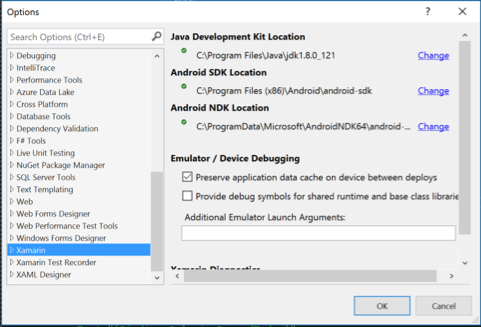 Options
?
Search Options (Ctrl+E)
Debugging
IntelliTrace
Performance Tools
Azure Data Lake
Cross Platform
Database Tools
Dependency Validation
F# Tools
Live Unit Testing
NuGet Package Manager
SQL Server Tools
Text Templating
Web
Web Forms Designer
Web Performance Test Tools
Windows Forms Designer
Xamarin
Xamarin Test Recorder
XAML Designer
Java Development Kit Location
C:\Program Files\Java\jdk1.8.0_121 Change
Android SDK Location
C:\Program Files (x86)\Android\android-sdk Change
Android NDK Location
C:\ProgramData\Microsoft\AndroidNDK64\android-... Change
Emulator / Device Debugging
Preserve application data cache on device between deploys
Provide debug symbols for shared runtime and base class librarie
Additional Emulator Launch Arguments:
Xamarin Diagnostics
OK Cancel